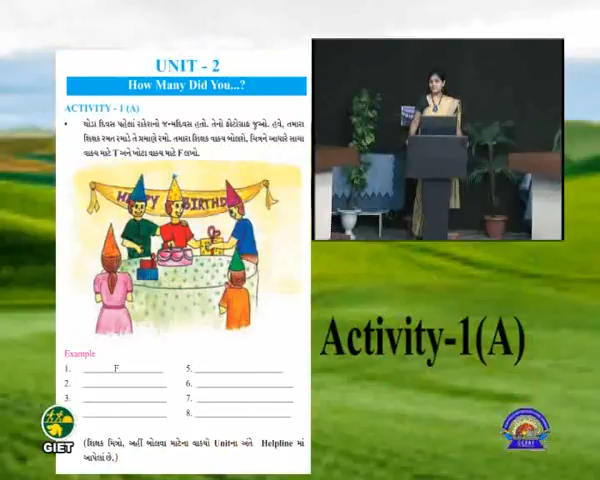 UNIT - 2
How Many Did You...?
ACTIVITY - 1 (A)
• થોડા દિવસ પહેલાં રાકેશનો જન્મદિવસ હતો. તેનો ફોટોગ્રાફ જુઓ. હવે, તમારા
શિક્ષક રમત રમાડે તે પ્રમાણે રમો. તમારા શિક્ષક વાક્ય બોલશે. ચિત્રને આધારે સાચા
વાક્ય માટે T અને ખોટા વાક્ય માટે F લખો.
HAPPY BIRTHD
Example
1. F 5.
2. 6.
3. 7.
8.
(શિક્ષક મિત્રો, અહીં બોલવા માટેના વાક્યો Unitના અંતે Helpline માં
આપેલાં છે.)
Activity-1(A)
GIET